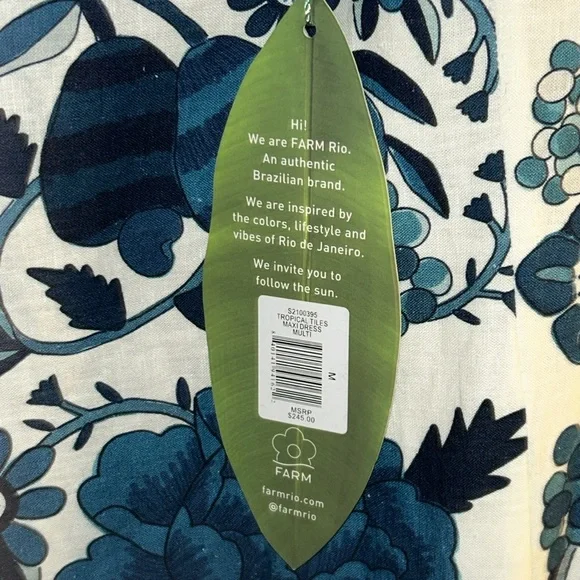 Hi!
We are FARM Rio.
An authentic
Brazilian brand.
We are inspired by
the colors, lifestyle and
vibes of Rio de Janeiro.
We invite you to
follow the sun.
S2100395
TROPICAL TILES
MAXI DRESS
MULTI
M
MSRP
$245.00
FARM
farmrio.com
@farmrio